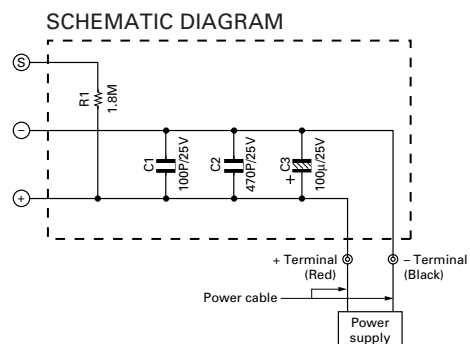 SCHEMATIC DIAGRAM
S
R1
1.8M
−
C1
100P/25V
C2
470P/25V
C3
100μ/25V
+
+
+ Terminal
(Red)
− Terminal
(Black)
Power cable
Power
supply